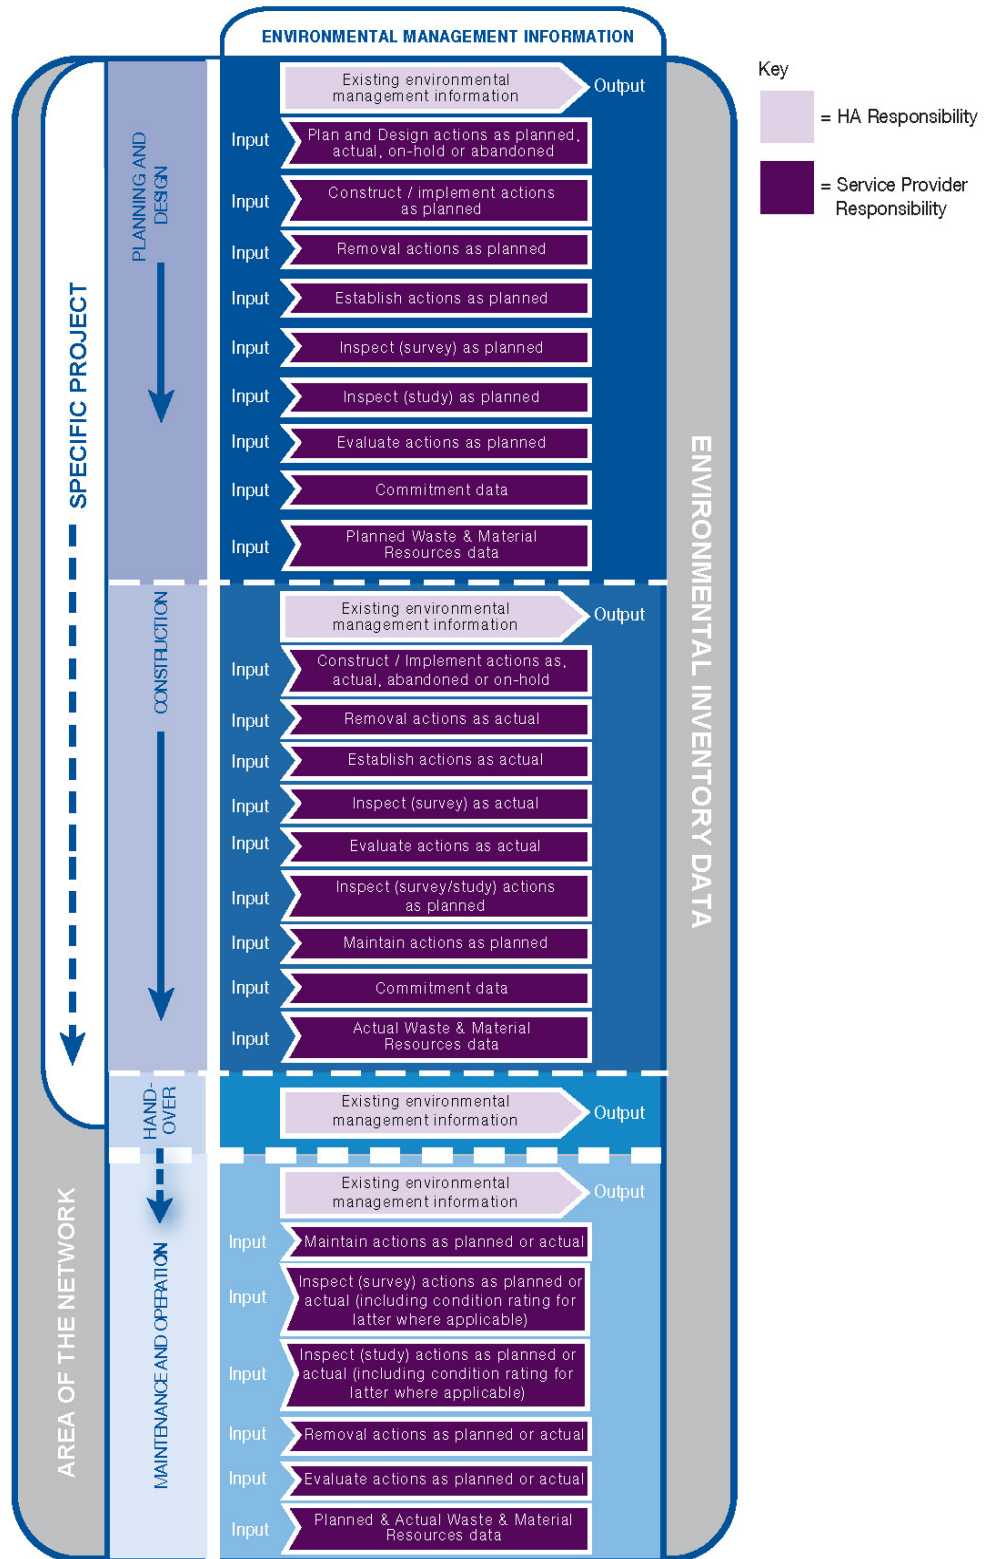 ENVIRONMENTAL MANAGEMENT INFORMATION
Key
= HA Responsibility
= Service Provider
Responsibility
SPECIFIC PROJECT
AREA OF THE NETWORK
ENVIRONMENTAL INVENTORY DATA
PLANNING AND
DESIGN
Existing environmental
management information
Output
Input
Plan and Design actions as planned,
actual, on-hold or abandoned
Input
Construct / implement actions
as planned
Input
Removal actions as planned
Input
Establish actions as planned
Input
Inspect (survey) as planned
Input
Inspect (study) as planned
Input
Evaluate actions as planned
Input
Commitment data
Input
Planned Waste & Material
Resources data
CONSTRUCTION
Existing environmental
management information
Output
Input
Construct / Implement actions as,
actual, abandoned or on-hold
Input
Removal actions as actual
Input
Establish actions as actual
Input
Inspect (survey) as actual
Input
Evaluate actions as actual
Input
Inspect (survey/study) actions
as planned
Input
Maintain actions as planned
Input
Commitment data
Input
Actual Waste & Material
Resources data
HAND-
OVER
Existing environmental
management information
Output
MAINTENANCE AND OPERATION
Existing environmental
management information
Output
Input
Maintain actions as planned or actual
Input
Inspect (survey) actions as planned or
actual (including condition rating for
latter where applicable)
Input
Inspect (study) actions as planned or
actual (including condition rating for
latter where applicable)
Input
Removal actions as planned or actual
Input
Evaluate actions as planned or actual
Input
Planned & Actual Waste & Material
Resources data